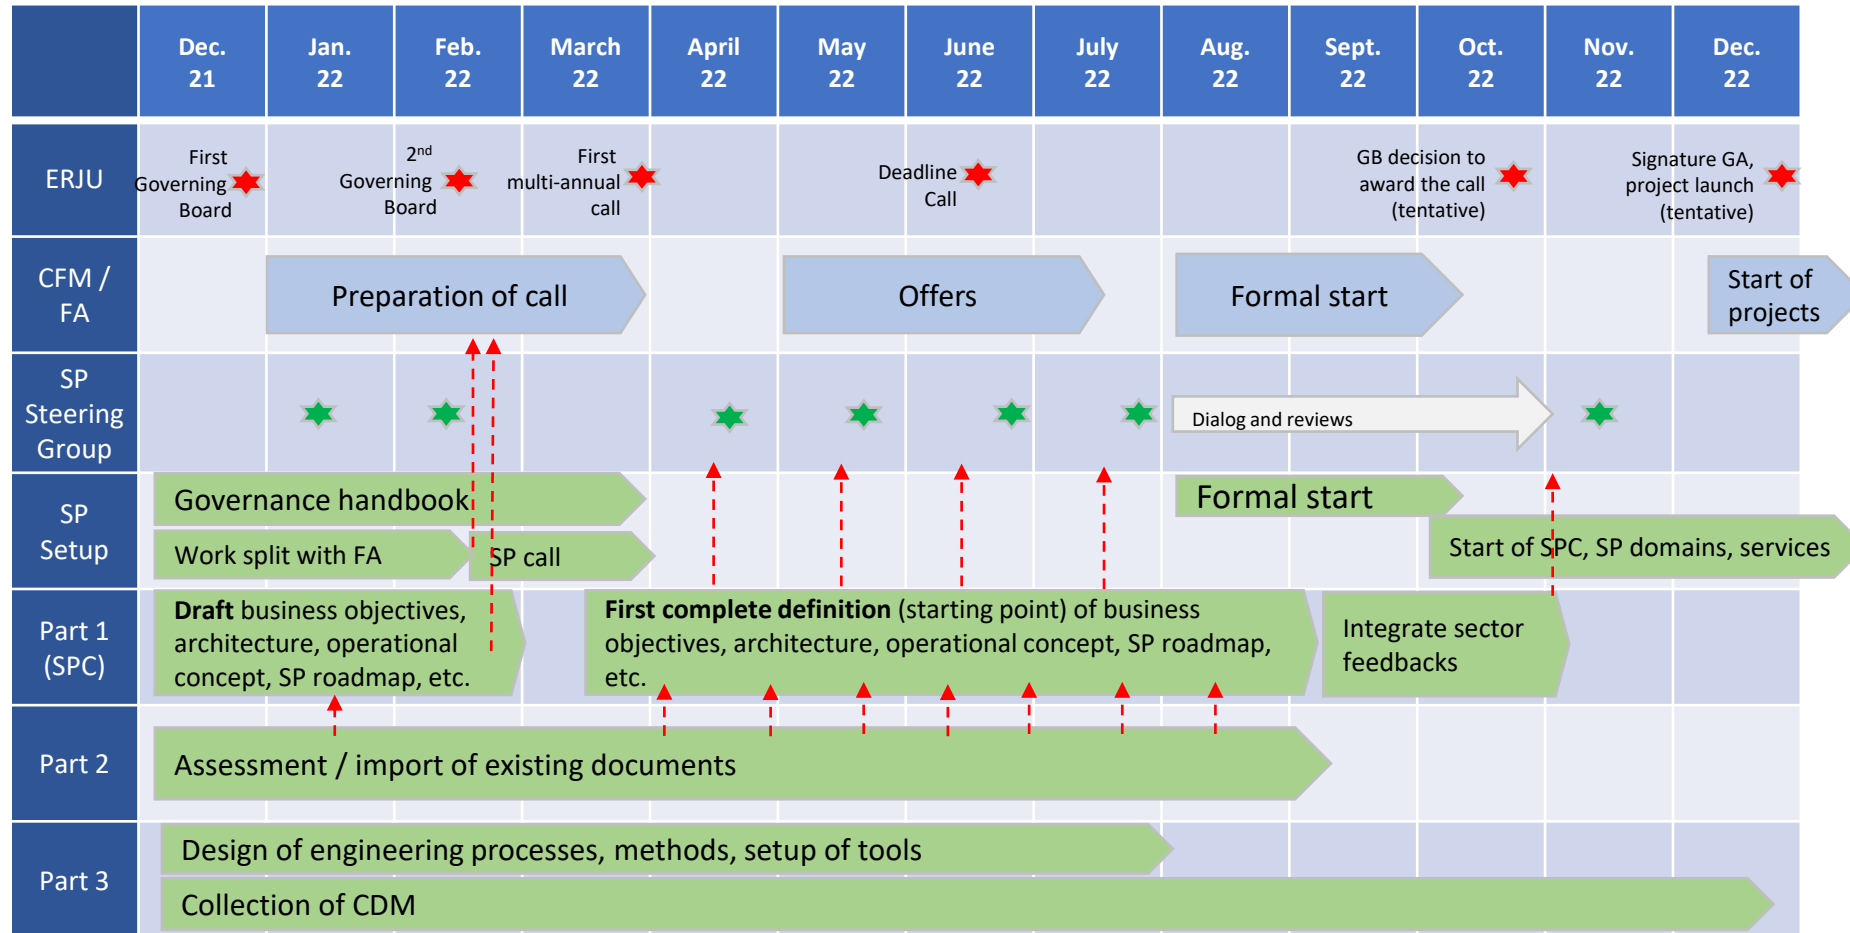 Dec.
21
Jan.
22
Feb.
22
March
22
April
22
May
22
June
22
July
22
Aug.
22
Sept.
22
Oct.
22
Nov.
22
Dec.
22
ERJU
First
Governing
Board
2nd
Governing
Board
First
multi-annual
call
Deadline
Call
GB decision to
award the call
(tentative)
Signature GA,
project launch
(tentative)
CFM /
FA
Preparation of call
Offers
Formal start
Start of
projects
SP
Steering
Group
Dialog and reviews
SP
Setup
Governance handbook
Formal start
Work split with FA
SP call
Start of SPC, SP domains, services
Part 1
(SPC)
Draft business objectives,
architecture, operational
concept, SP roadmap, etc.
First complete definition (starting point) of business
objectives, architecture, operational concept, SP roadmap,
etc.
Integrate sector
feedbacks
Part 2
Assessment / import of existing documents
Part 3
Design of engineering processes, methods, setup of tools
Collection of CDM